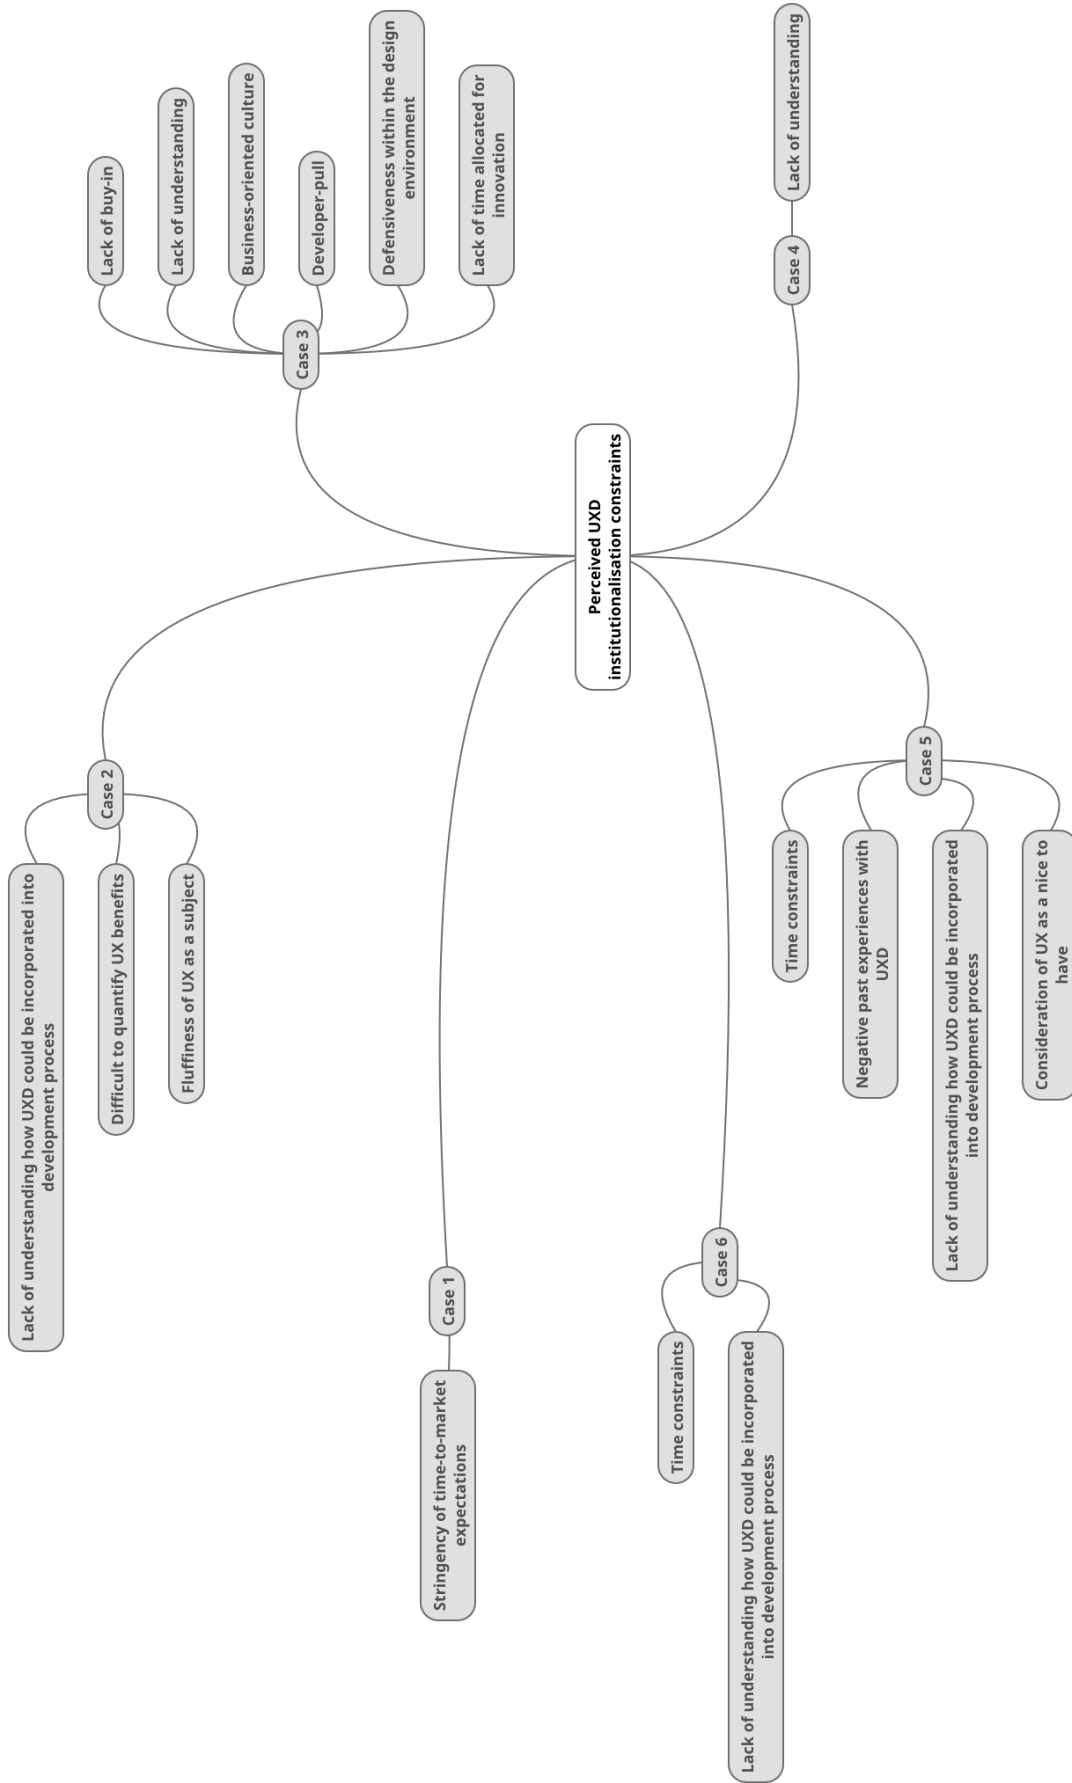 Perceived UXD
institutionalisation constraints
Case 1
Stringency of time-to-market
expectations
Case 2
Lack of understanding how UXD could be incorporated into
development process
Difficult to quantify UX benefits
Fluffiness of UX as a subject
Case 3
Lack of buy-in
Lack of understanding
Business-oriented culture
Developer-pull
Defensiveness within the design
environment
Lack of time allocated for
innovation
Case 4
Lack of understanding
Case 5
Time constraints
Negative past experiences with
UXD
Lack of understanding how UXD could be incorporated
into development process
Consideration of UX as a nice to
have
Case 6
Time constraints
Lack of understanding how UXD could be incorporated
into development process